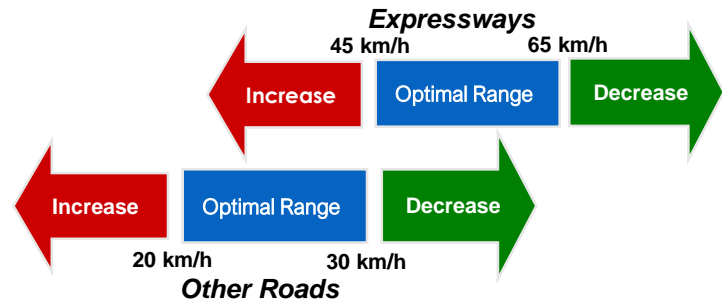 Expressways
45 km/h 65 km/h
Increase Optimal Range Decrease
Increase Optimal Range Decrease
20 km/h 30 km/h
Other Roads